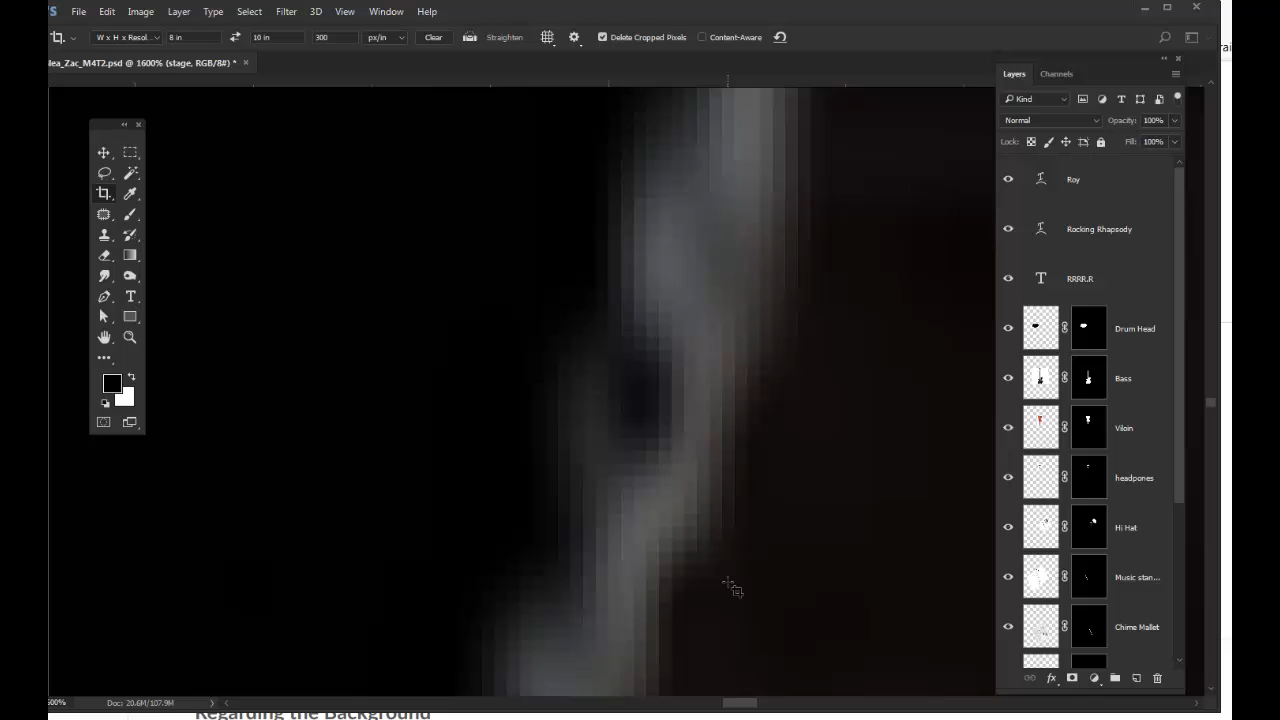 File Edit Image Layer Type Select Filter 3D View Window Help
W x H x Resol... 8 in 10 in 300 px/in Clear Straighten Delete Cropped Pixels Content-Aware
lea_Zac_M4T2.psd @ 1600% (stage, RGB/8#) * ×
Layers Channels
Kind
Normal Opacity: 100%
Lock: Fill: 100%
Roy
Rocking Rhapsody
RRRR.R
Drum Head
Bass
Viloin
headpones
Hi Hat
Music stan...
Chime Mallet
Doc: 20.6M/107.9M
Regarding the Background